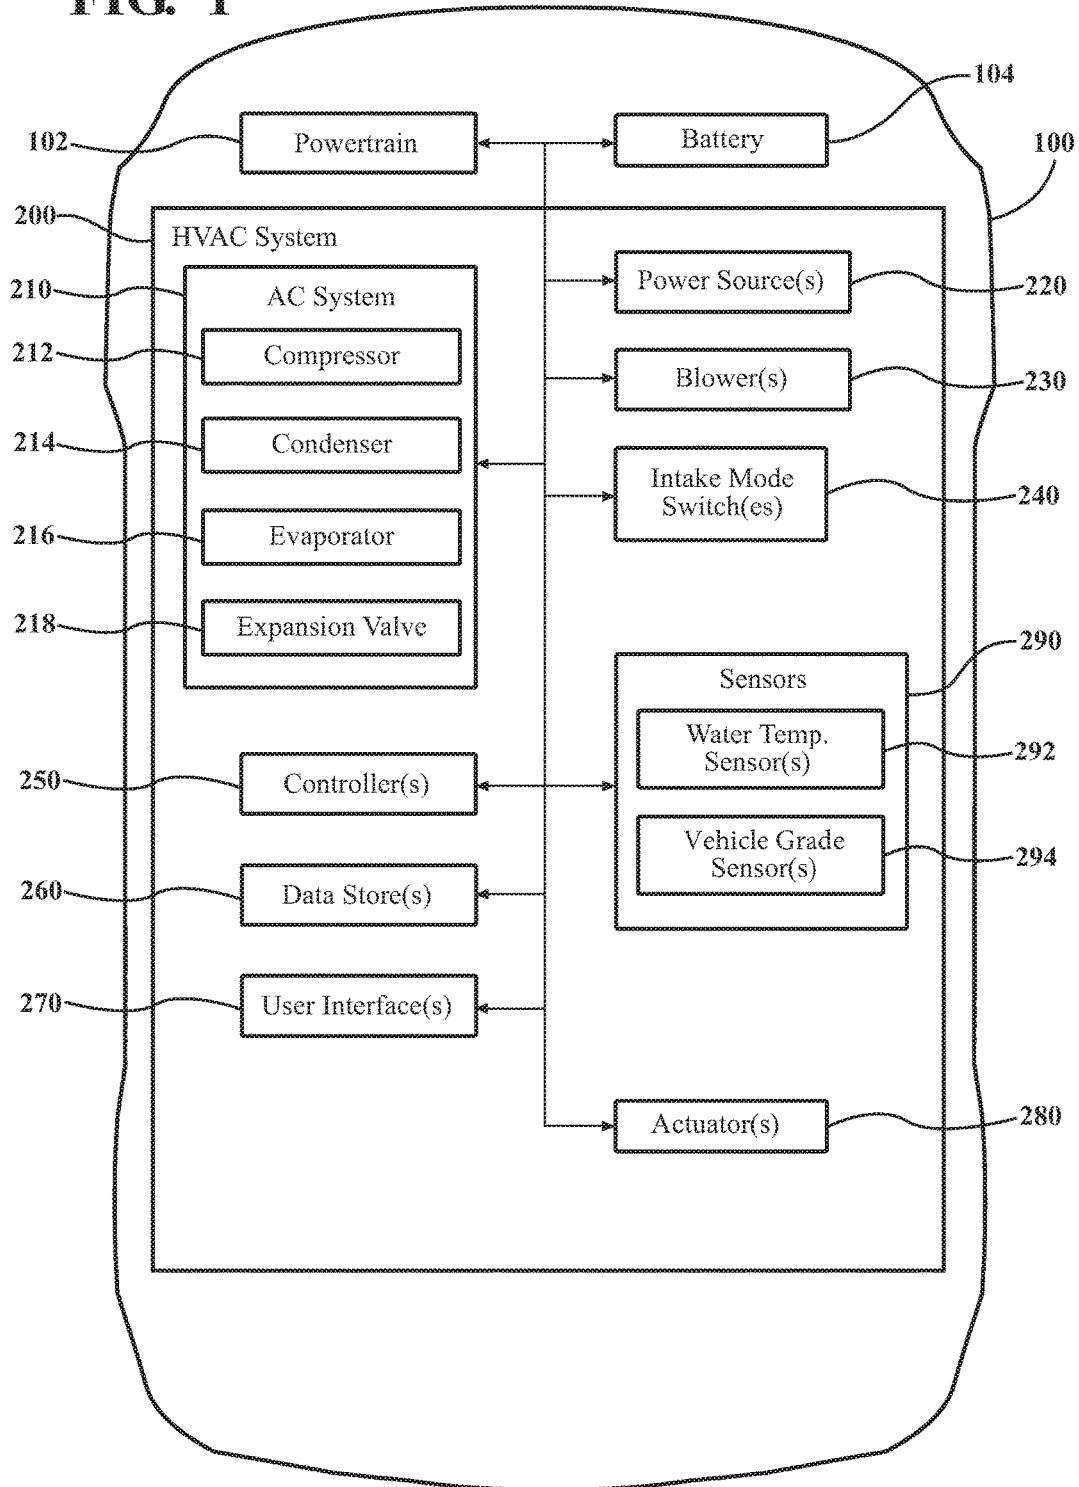 FIG. 1
104
102
Powertrain
Battery
100
200
HVAC System
210
AC System
Power Source(s)
220
212
Compressor
Blower(s)
230
214
Condenser
Intake Mode
Switch(es)
240
216
Evaporator
218
Expansion Valve
290
Sensors
Water Temp.
Sensor(s)
292
250
Controller(s)
Vehicle Grade
Sensor(s)
294
260
Data Store(s)
270
User Interface(s)
Actuator(s)
280